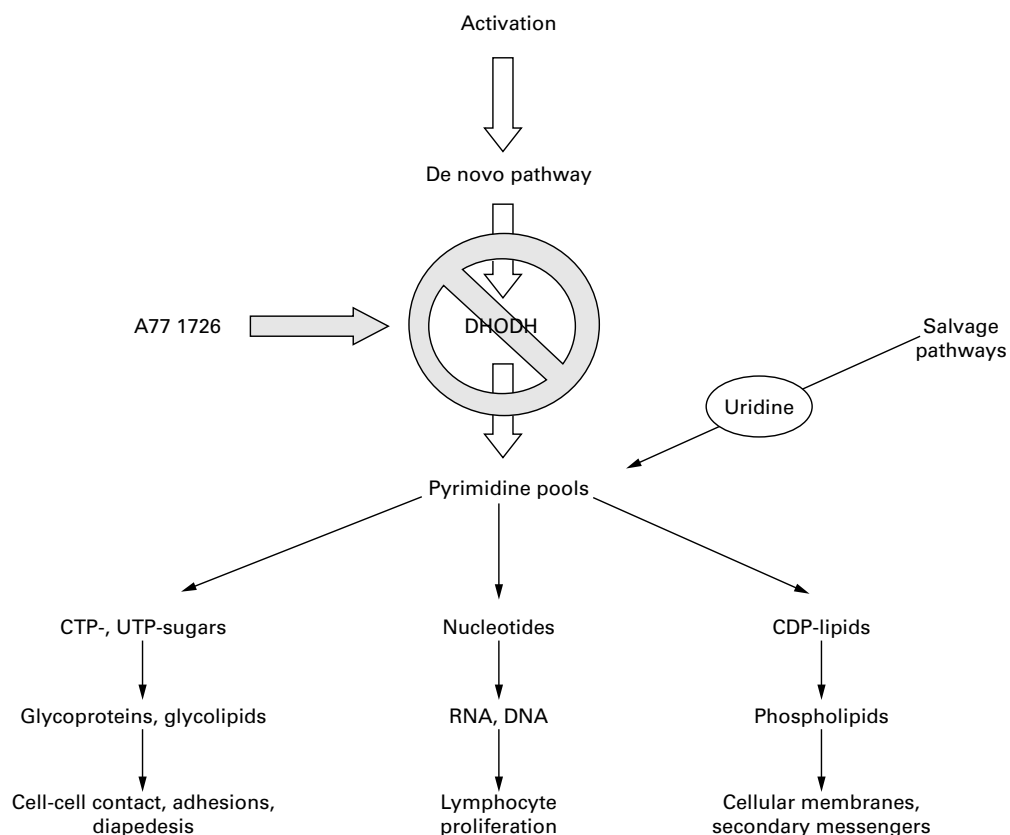 Activation
De novo pathway
A77 1726
DHODH
Salvage
pathways
Uridine
Pyrimidine pools
CTP-, UTP-sugars
Nucleotides
CDP-lipids
Glycoproteins, glycolipids
RNA, DNA
Phospholipids
Cell-cell contact, adhesions,
diapedesis
Lymphocyte
proliferation
Cellular membranes,
secondary messengers